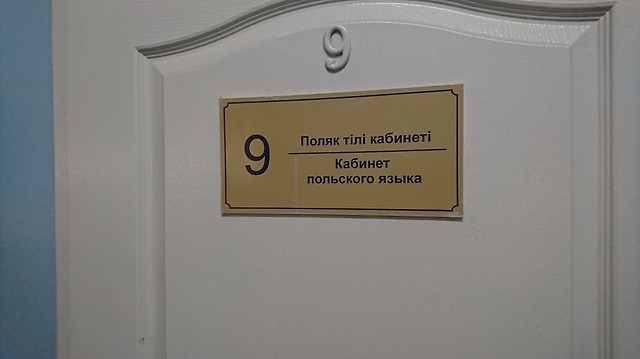 9
9
Поляк тілі кабинеті
Кабинет
польского языка